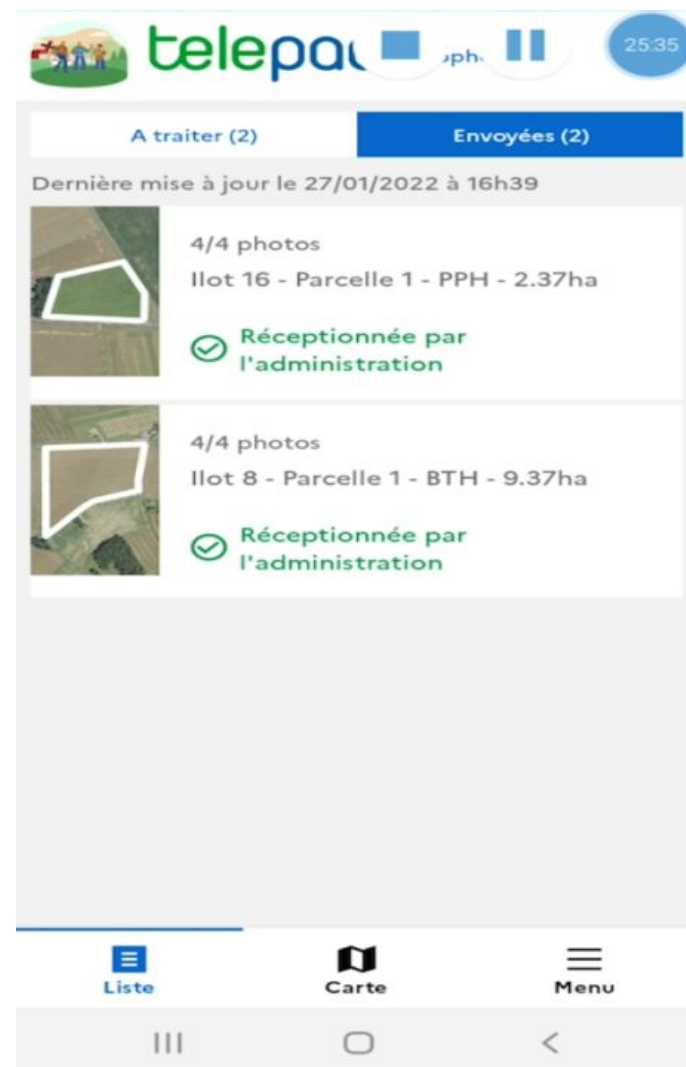 telepac
25:35
A traiter (2)
Envoyées (2)
Dernière mise à jour le 27/01/2022 à 16h39
4/4 photos
Ilot 16 - Parcelle 1 - PPH - 2.37ha
Réceptionnée par
l'administration
4/4 photos
Ilot 8 - Parcelle 1 - BTH - 9.37ha
Réceptionnée par
l'administration
Liste
Carte
Menu